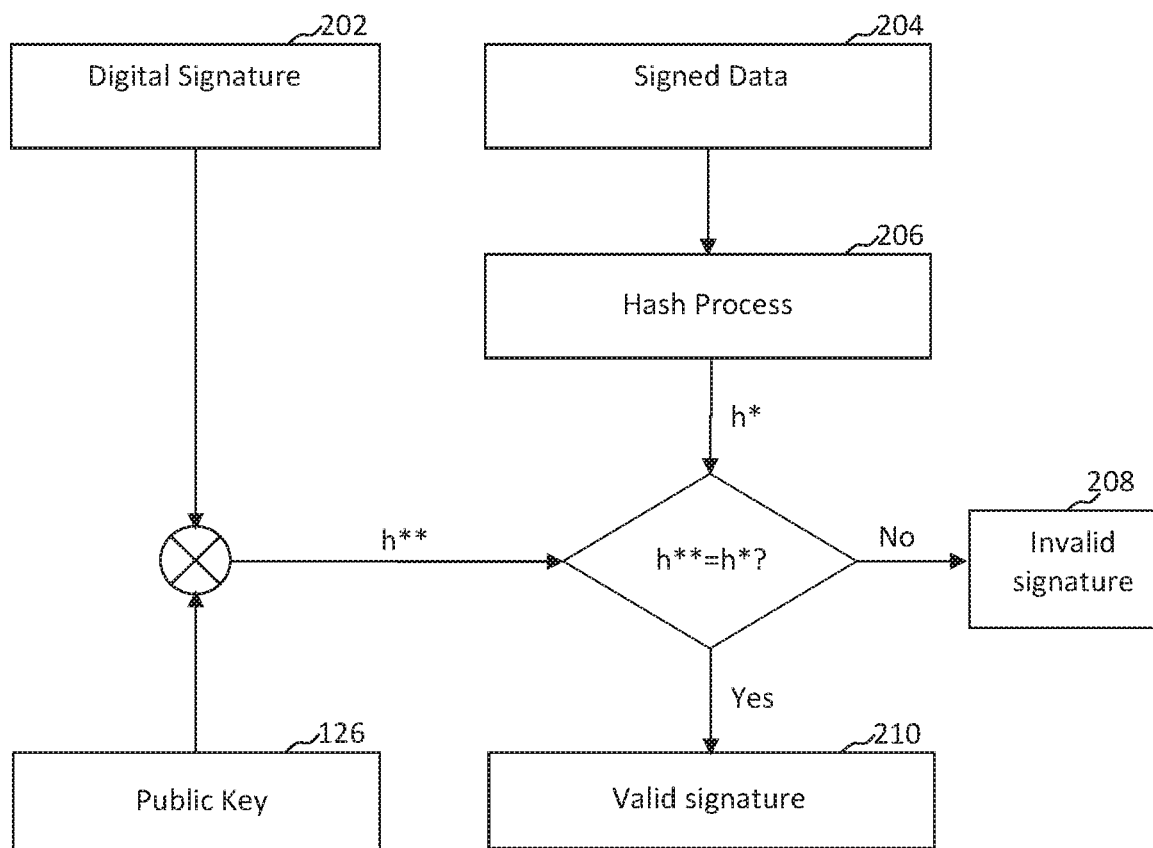 202
Digital Signature
204
Signed Data
206
Hash Process
h*
h**
h**=h*?
No
208
Invalid
signature
Yes
126
Public Key
210
Valid signature